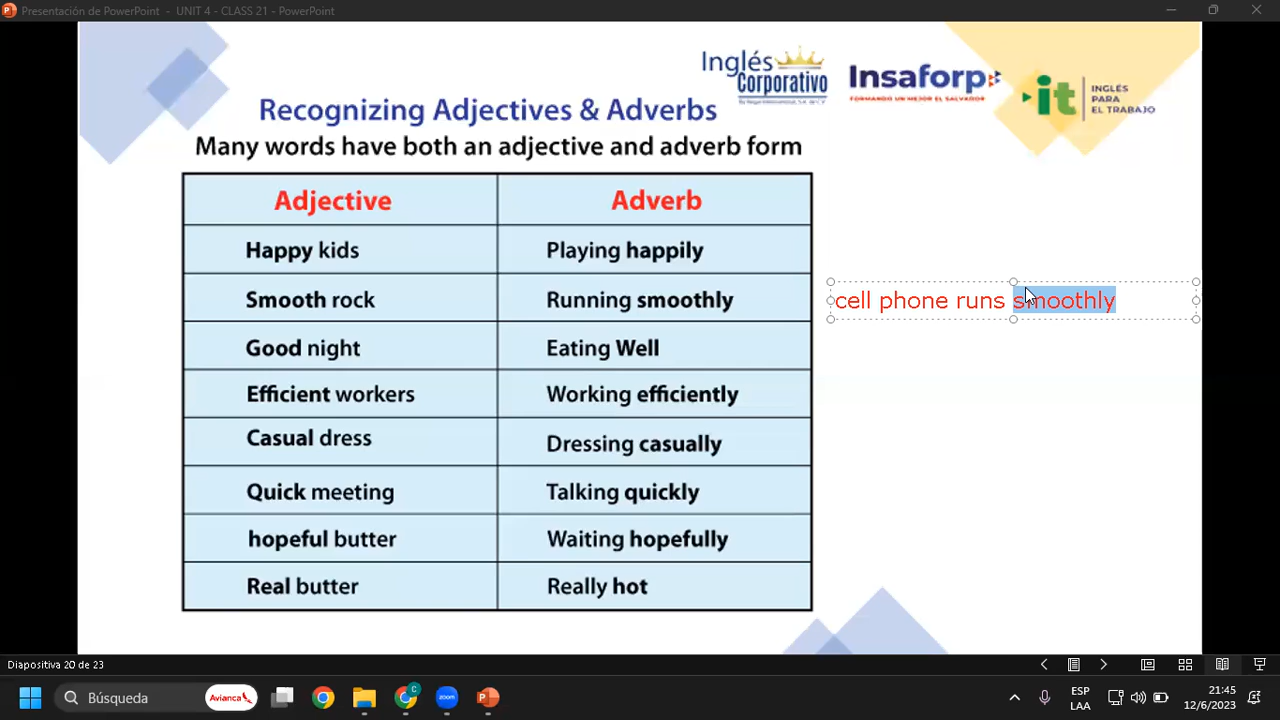 Presentación de PowerPoint - UNIT 4 - CLASS 21 - PowerPoint
Inglés
Corporativo
Insaforp
FORMANDO UN MEJOR EL SALVADOR
it
INGLÉS
PARA
EL TRABAJO
Recognizing Adjectives & Adverbs
Many words have both an adjective and adverb form
Adjective Adverb
Happy kids Playing happily
Smooth rock Running smoothly
cell phone runs smoothly
Good night Eating Well
Efficient workers Working efficiently
Casual dress Dressing casually
Quick meeting Talking quickly
hopeful butter Waiting hopefully
Real butter Really hot
Diapositiva 20 de 23
Búsqueda
Avianca
zoom
ESP
LAA
21:45
12/6/2023